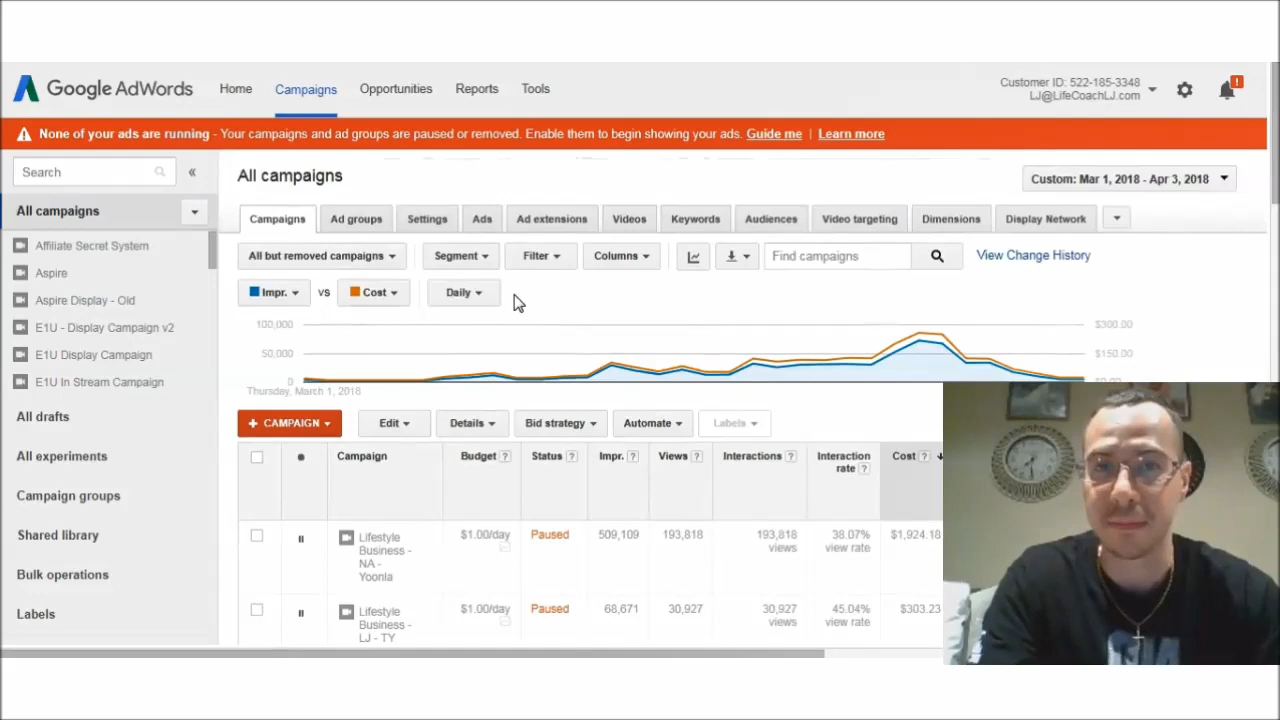 Google AdWords
Home
Campaigns
Opportunities
Reports
Tools
Customer ID: 522-185-3348
LJ@LifeCoachLJ.com
!
None of your ads are running - Your campaigns and ad groups are paused or removed. Enable them to begin showing your ads. Guide me | Learn more
Search
«
All campaigns
Custom: Mar 1, 2018 - Apr 3, 2018
All campaigns
Campaigns
Ad groups
Settings
Ads
Ad extensions
Videos
Keywords
Audiences
Video targeting
Dimensions
Display Network
Affiliate Secret System
Aspire
Aspire Display - Old
E1U - Display Campaign v2
E1U Display Campaign
E1U In Stream Campaign
All drafts
All experiments
Campaign groups
Shared library
Bulk operations
Labels
All but removed campaigns
Segment
Filter
Columns
Find campaigns
View Change History
Impr.
vs
Cost
Daily
100,000
50,000
0
$300.00
$150.00
Thursday, March 1, 2018
+ CAMPAIGN
Edit
Details
Bid strategy
Automate
Labels
Campaign
Budget ?
Status ?
Impr. ?
Views ?
Interactions ?
Interaction
rate ?
Cost ?
Lifestyle
Business -
NA -
Yoonla
$1.00/day
Paused
509,109
193,818
193,818
views
38.07%
view rate
$1,924.18
Lifestyle
Business -
LJ - TY
$1.00/day
Paused
68,671
30,927
30,927
views
45.04%
view rate
$303.23